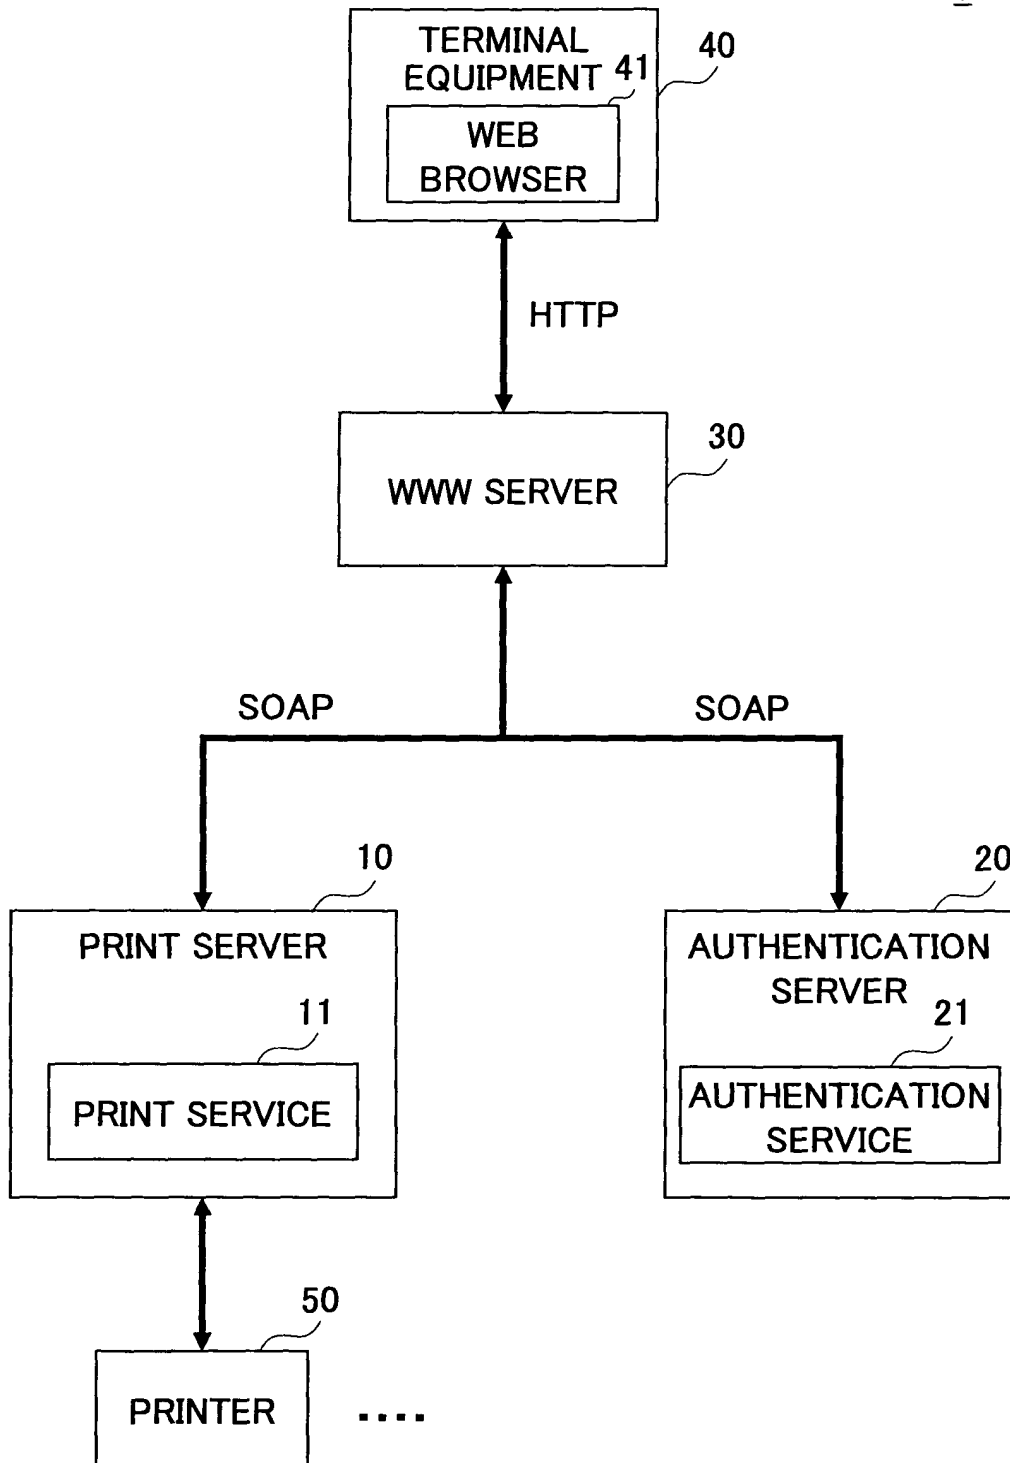 TERMINAL
EQUIPMENT
41
40
WEB
BROWSER
HTTP
30
WWW SERVER
SOAP
SOAP
10
20
PRINT SERVER
AUTHENTICATION
SERVER
11
21
PRINT SERVICE
AUTHENTICATION
SERVICE
50
PRINTER
....